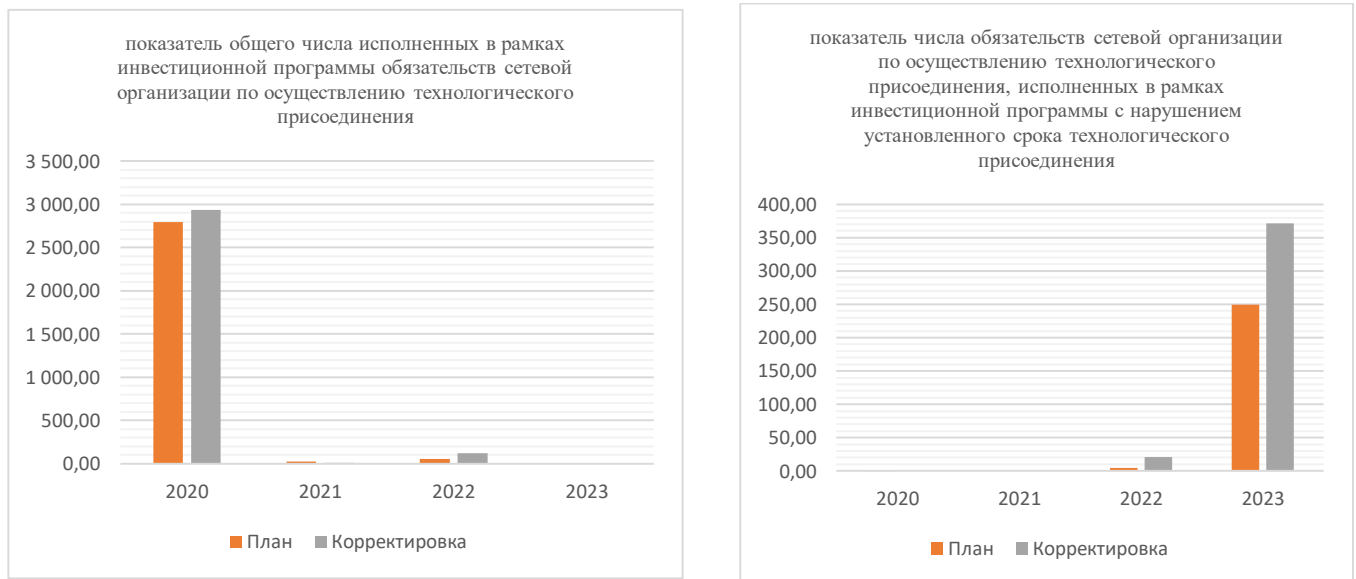 показатель общего числа исполненных в рамках
инвестиционной программы обязательств сетевой
организации по осуществлению технологического
присоединения
3 500,00
3 000,00
2 500,00
2 000,00
1 500,00
1 000,00
500,00
0,00
2020 2021 2022 2023
План Корректировка
показатель числа обязательств сетевой организации
по осуществлению технологического
присоединения, исполненных в рамках
инвестиционной программы с нарушением
установленного срока технологического
присоединения
400,00
350,00
300,00
250,00
200,00
150,00
100,00
50,00
0,00
2020 2021 2022 2023
План Корректировка